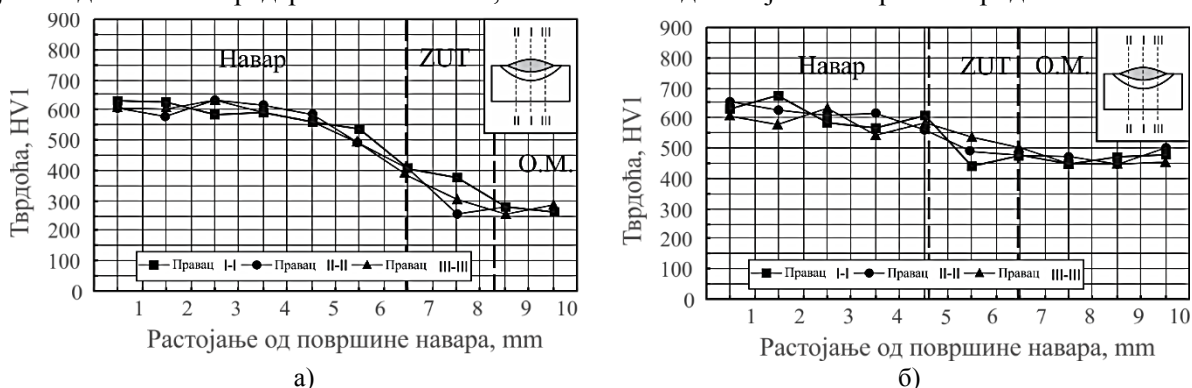 900
800
700
600
500
400
300
200
100
0
Тврдоћа, HV1
Навар
ZUT
О.М.
II I III
II I III
Правац I-I Правац II-II Правац III-III
1 2 3 4 5 6 7 8 9 10
Растојање од површине навара, mm
а)
900
800
700
600
500
400
300
200
100
0
Тврдоћа, HV1
Навар
ZUT
О.М.
II I III
II I III
Правац I-I Правац II-II Правац III-III
1 2 3 4 5 6 7 8 9 10
Растојање од површине навара, mm
б)